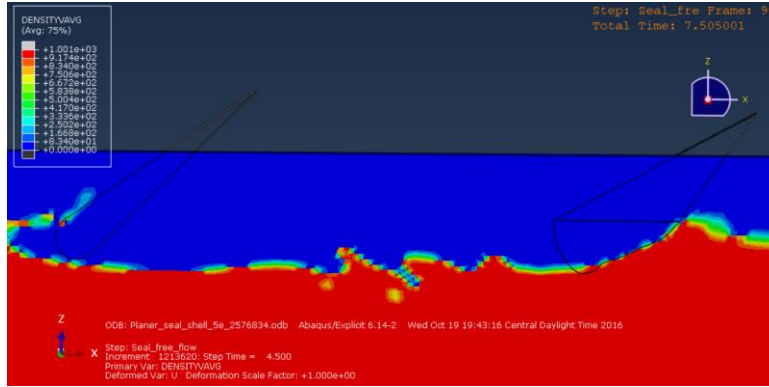 DENSITYVAVG
(Avg: 75%)
+1.001e+03
+9.174e+02
+8.340e+02
+7.506e+02
+6.672e+02
+5.838e+02
+5.004e+02
+4.170e+02
+3.336e+02
+2.502e+02
+1.668e+02
+8.340e+01
+0.000e+00
Step: Seal_fre Frame: 9
Total Time: 7.505001
Z
X
Z
X
ODB: Planer_seal_shell_5e_2576834.odb Abaqus/Explicit 6.14-2 Wed Oct 19 19:43:16 Central Daylight Time 2016
Step: Seal_free_flow
Increment 1213620: Step Time = 4.500
Primary Var: DENSITYVAVG
Deformed Var: U Deformation Scale Factor: +1.000e+00